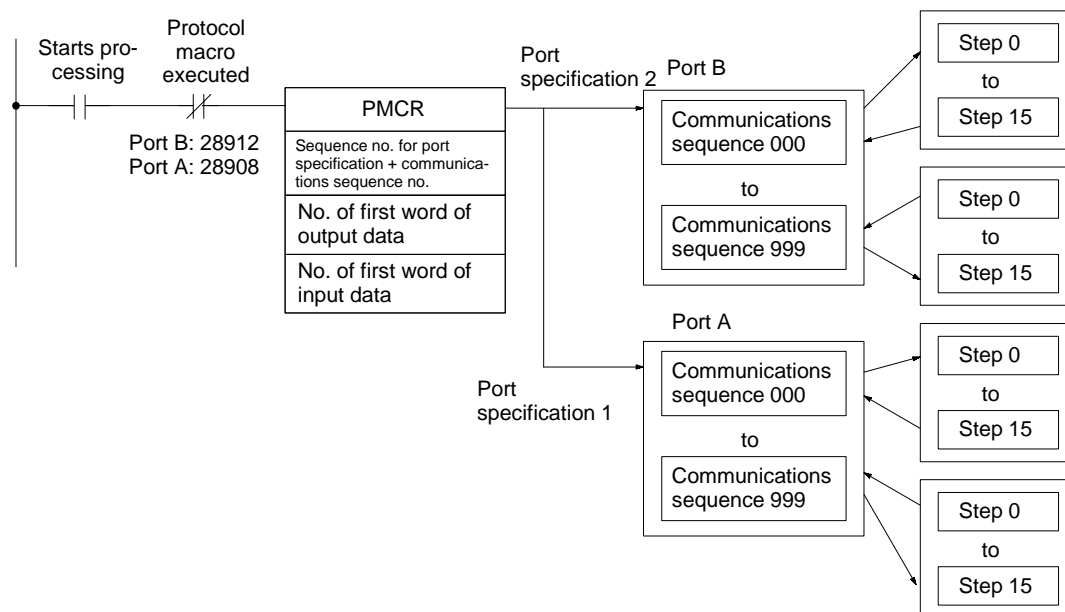 Starts pro-
cessing
Protocol
macro
executed
Port B: 28912
Port A: 28908
PMCR
Sequence no. for port
specification + communica-
tions sequence no.
No. of first word of
output data
No. of first word of
input data
Port
specification 2
Port B
Communications
sequence 000
to
Communications
sequence 999
Step 0
to
Step 15
Step 0
to
Step 15
Port
specification 1
Port A
Communications
sequence 000
to
Communications
sequence 999
Step 0
to
Step 15
Step 0
to
Step 15